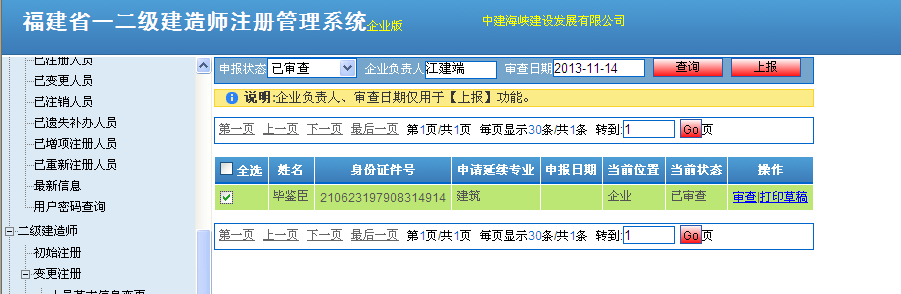 福建省一二级建造师注册管理系统企业版
中建海峡建设发展有限公司
已注册人员
已变更人员
已注销人员
已遗失补办人员
已增项注册人员
已重新注册人员
最新信息
用户密码查询
二级建造师
初始注册
变更注册
申报状态 已审查 企业负责人 江建端 审查日期 2013-11-14 查询 上报
说明:企业负责人、审查日期仅用于【上报】功能。
第一页 上一页 下一页 最后一页 第1页/共1页 每页显示30条/共1条 转到:1 Go页
全选 姓名 身份证件号 申请延续专业 申报日期 当前位置 当前状态 操作
毕鉴臣 210623197908314914 建筑 企业 已审查 审查|打印草稿
第一页 上一页 下一页 最后一页 第1页/共1页 每页显示30条/共1条 转到:1 Go页